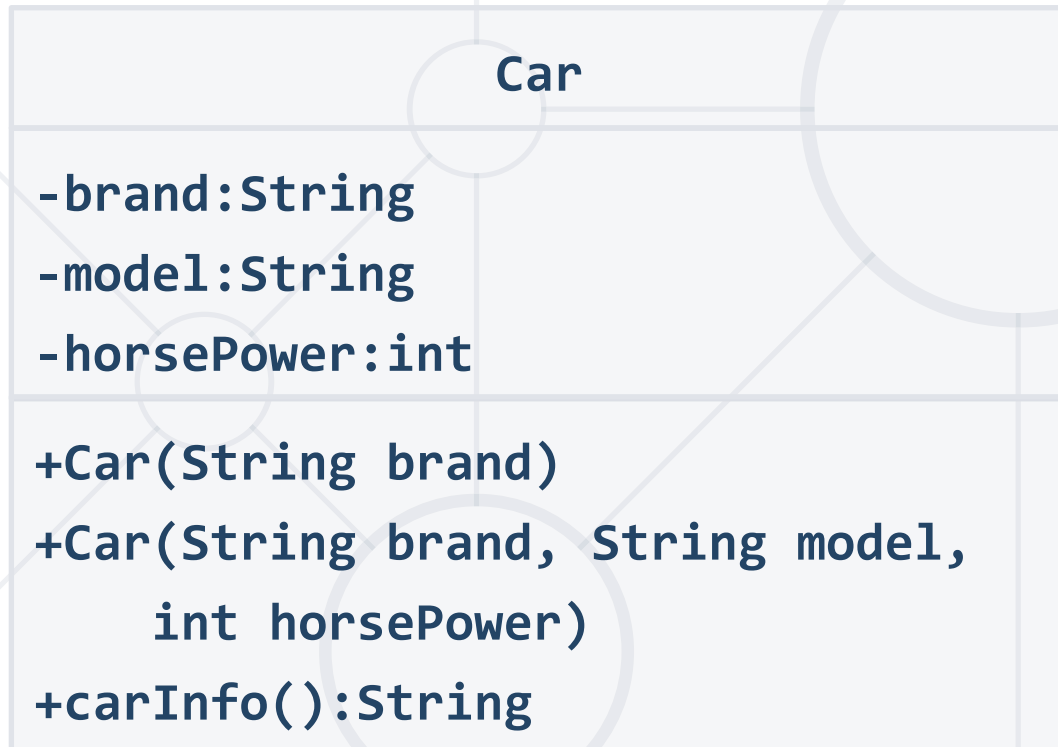 Car
-brand:String
-model:String
-horsePower:int
+Car(String brand)
+Car(String brand, String model,
int horsePower)
+carInfo():String